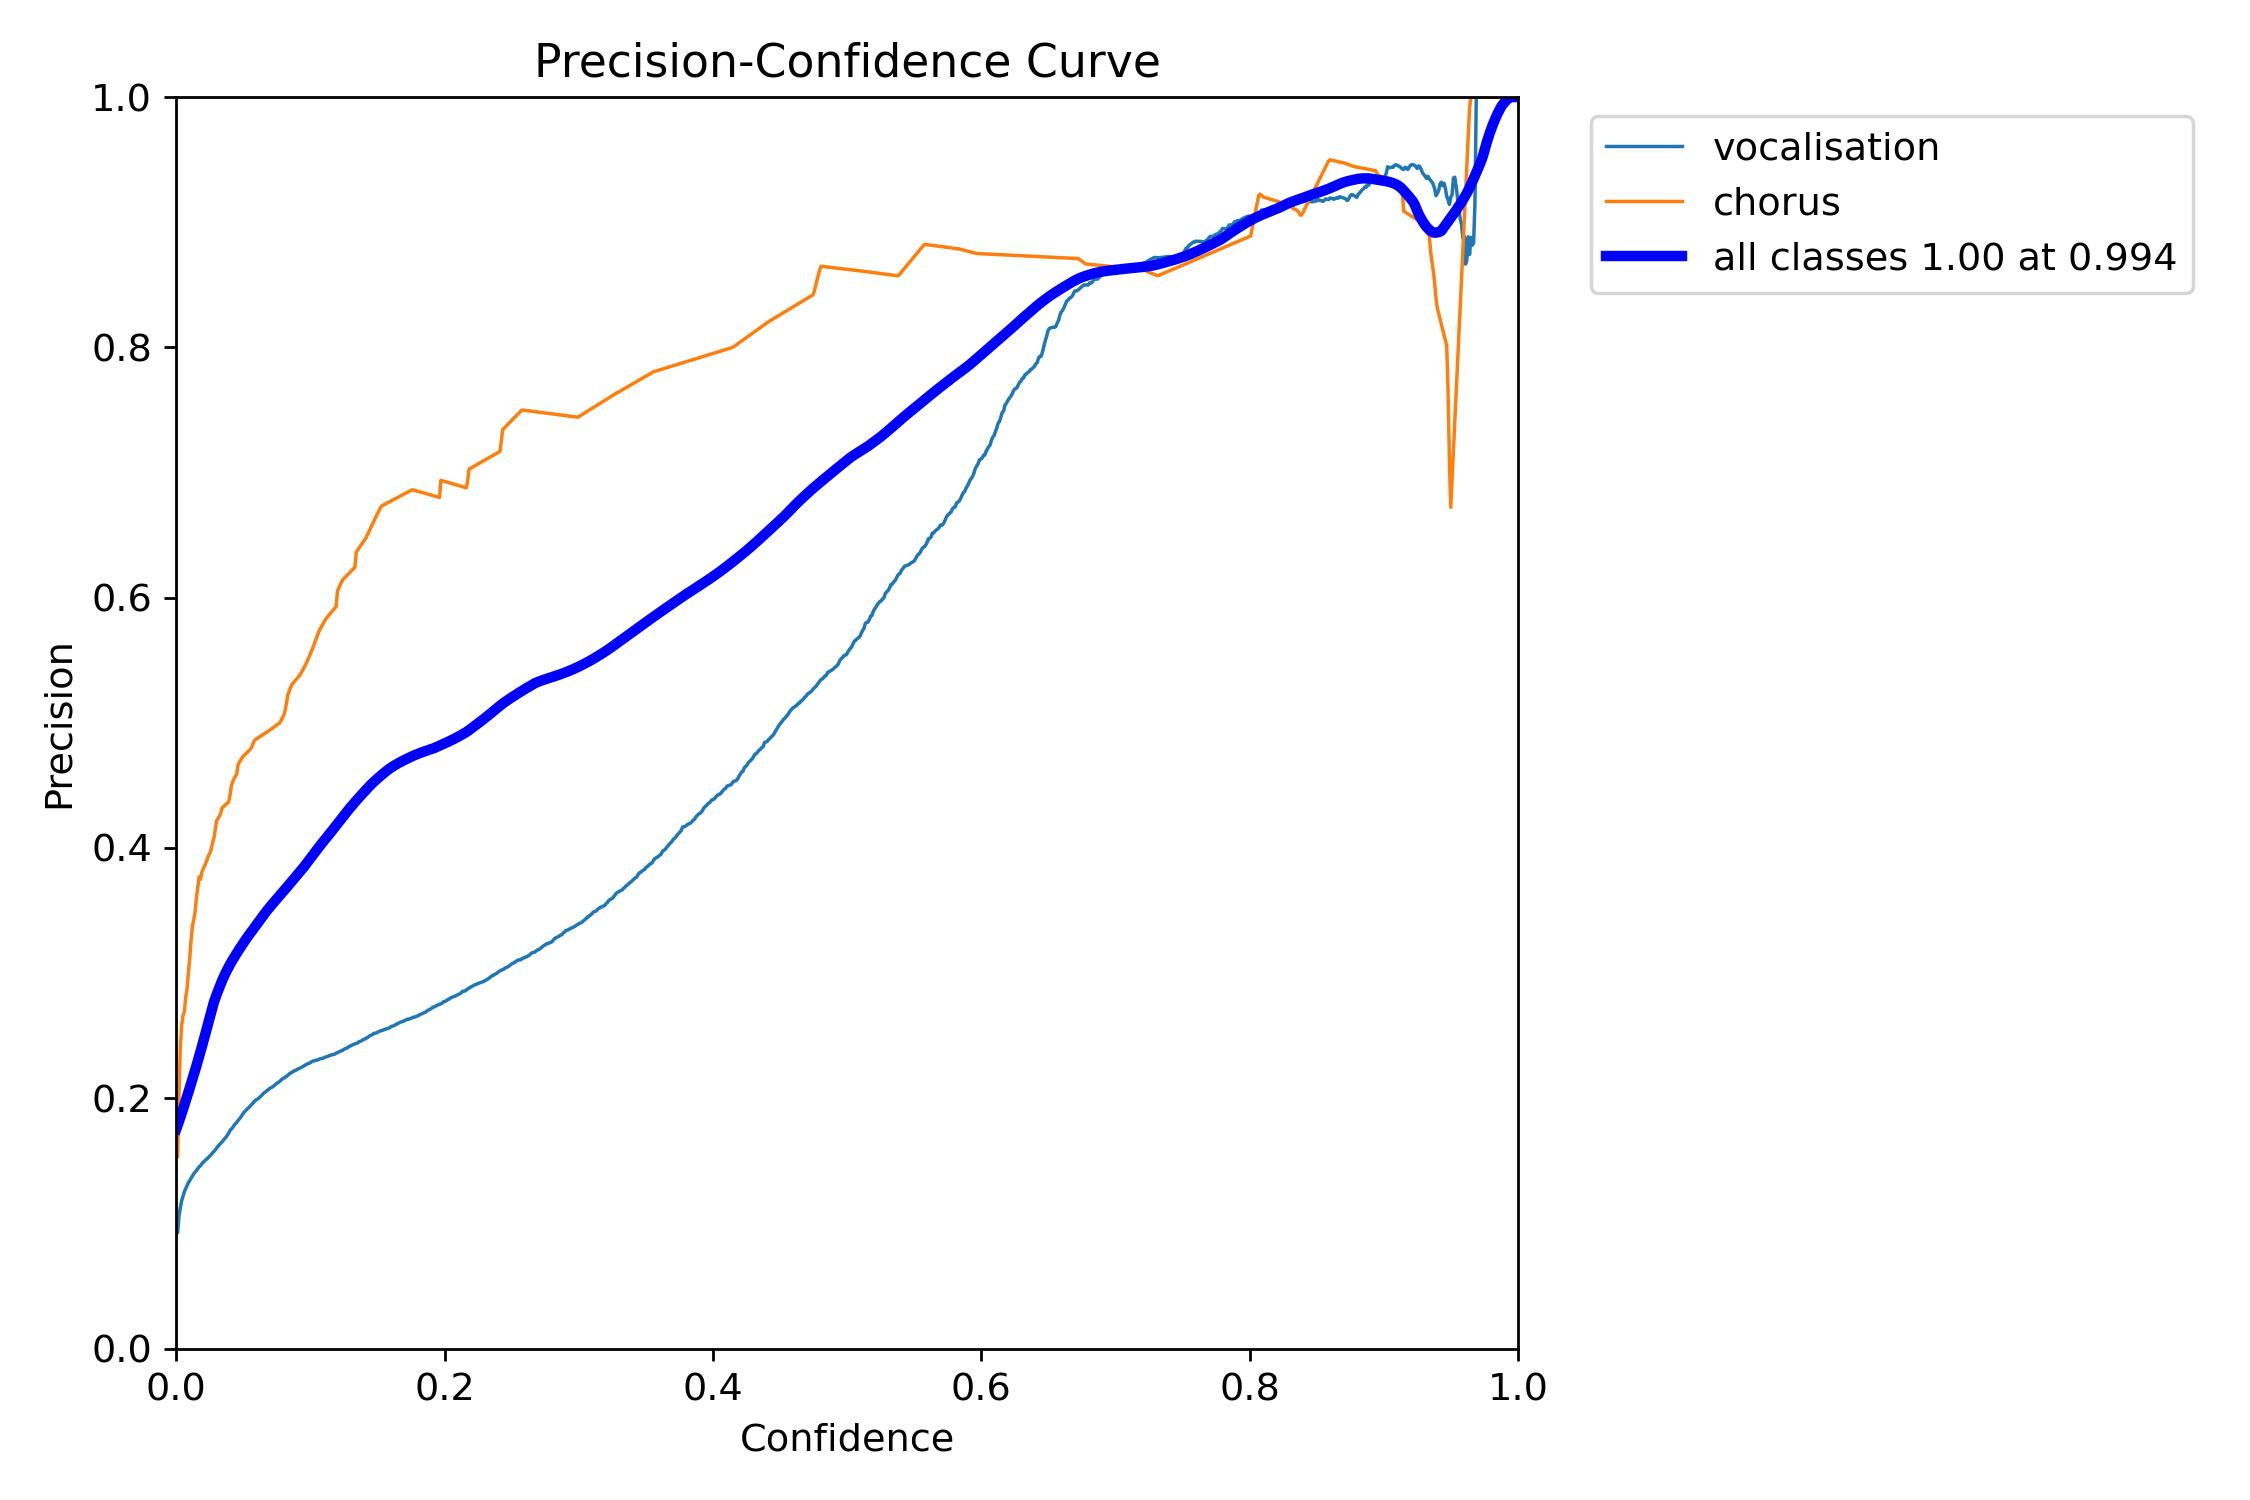 Precision-Confidence Curve
1.0
0.8
0.6
0.4
0.2
0.0
Precision
0.0 0.2 0.4 0.6 0.8 1.0
Confidence
vocalisation
chorus
all classes 1.00 at 0.994